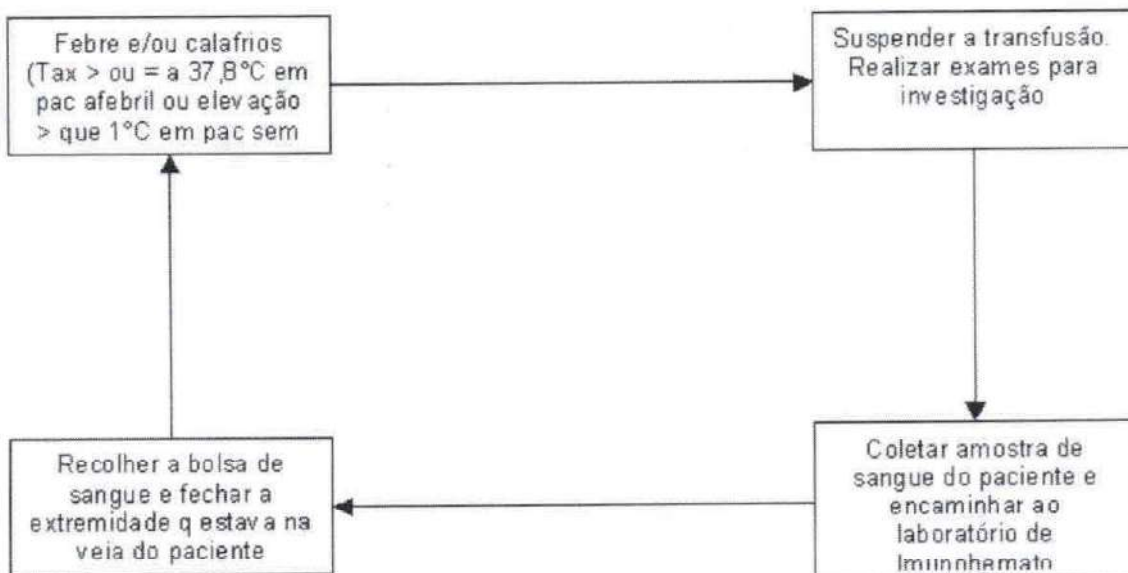 Febre e/ou calafrios
(Tax > ou = a 37,8°C em
pac afebril ou elevação
> que 1°C em pac sem
Suspender a transfusão.
Realizar exames para
investigação
Coletar amostra de
sangue do paciente e
encaminhar ao
laboratório de
Imunohemato
Recolher a bolsa de
sangue e fechar a
extremidade q estava na
veia do paciente